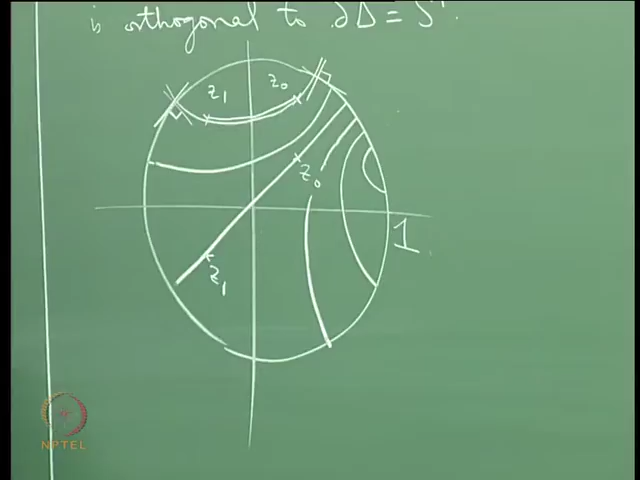 is orthogonal to ∂Δ = S¹.
z₁ z₀
z₀
1
z₁
NPTEL